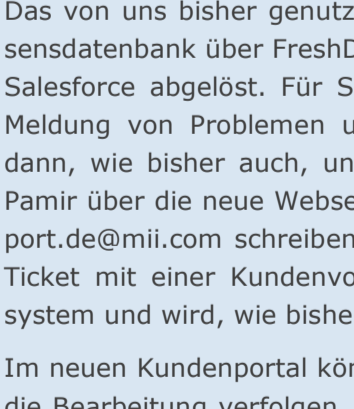 Das von uns bisher genutz
sensdatenbank über FreshD
Salesforce abgelöst. Für S
Meldung von Problemen u
dann, wie bisher auch, un
Pamir über die neue Webse
port.de@mii.com schreiben
Ticket mit einer Kundenvo
system und wird, wie bishe
Im neuen Kundenportal kön
die Bearbeitung verfolgen